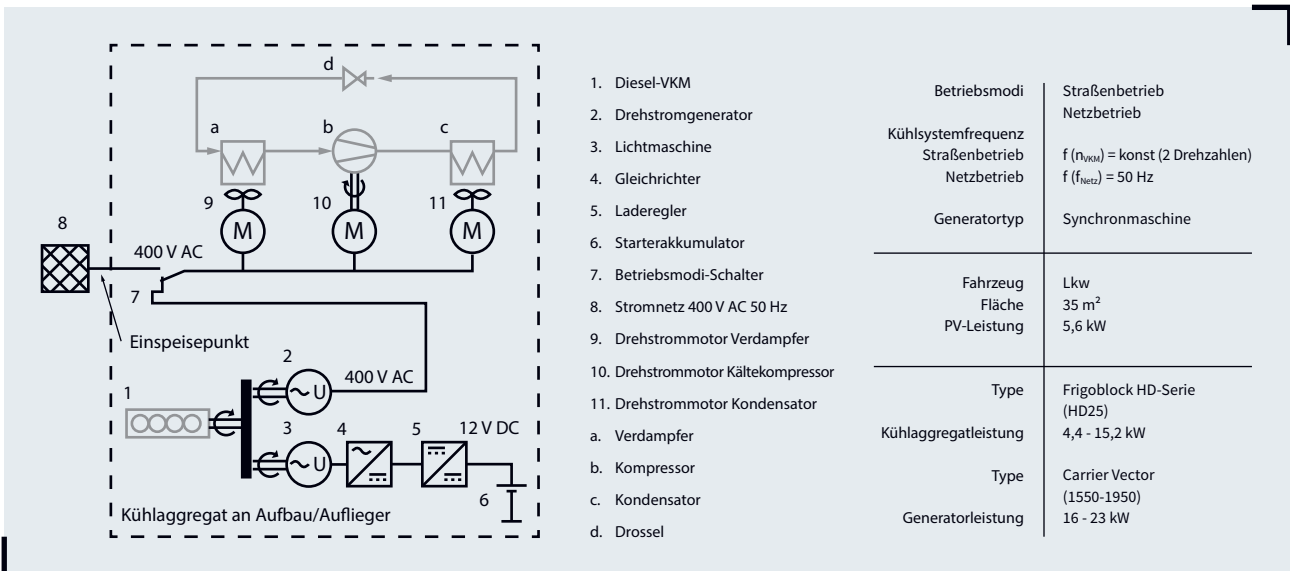 d
a
b
c
9
10
11
M
M
M
8
400 V AC
7
Einspeisepunkt
2
400 V AC
U
1
3
4
5
12 V DC
U
6
Kühlaggregat an Aufbau/Auflieger
1. Diesel-VKM
2. Drehstromgenerator
3. Lichtmaschine
4. Gleichrichter
5. Laderegler
6. Starterakkumulator
7. Betriebsmodi-Schalter
8. Stromnetz 400 V AC 50 Hz
9. Drehstrommotor Verdampfer
10. Drehstrommotor Kältekompressor
11. Drehstrommotor Kondensator
a. Verdampfer
b. Kompressor
c. Kondensator
d. Drossel
Betriebsmodi Straßenbetrieb
Netzbetrieb
Kühlsystemfrequenz
Straßenbetrieb f (nVKM) = konst (2 Drehzahlen)
Netzbetrieb f (fNetz) = 50 Hz
Generatortyp Synchronmaschine
Fahrzeug Lkw
Fläche 35 m²
PV-Leistung 5,6 kW
Type Frigoblock HD-Serie
(HD25)
Kühlaggregatleistung 4,4 - 15,2 kW
Type Carrier Vector
(1550-1950)
Generatorleistung 16 - 23 kW